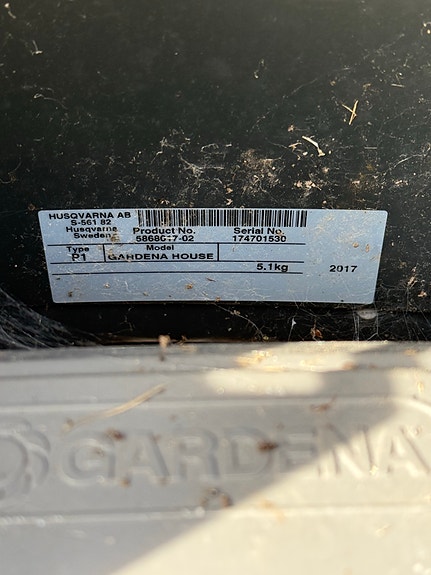 HUSQVARNA AB
S-561 82
Husqvarna
Sweden
Product No.
Serial No.
174701530
Type
P1
Model
GARDENA HOUSE
5.1kg
2017
GARDENA